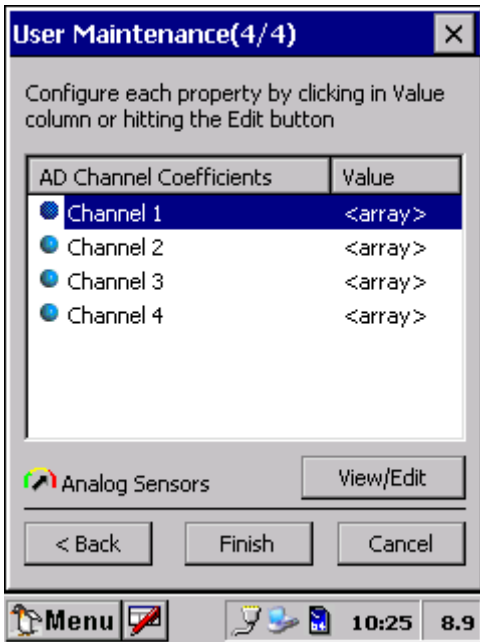 User Maintenance(4/4)
Configure each property by clicking in Value
column or hitting the Edit button
AD Channel Coefficients Value
Channel 1 <array>
Channel 2 <array>
Channel 3 <array>
Channel 4 <array>
Analog Sensors View/Edit
< Back Finish Cancel
Menu 10:25 8.9